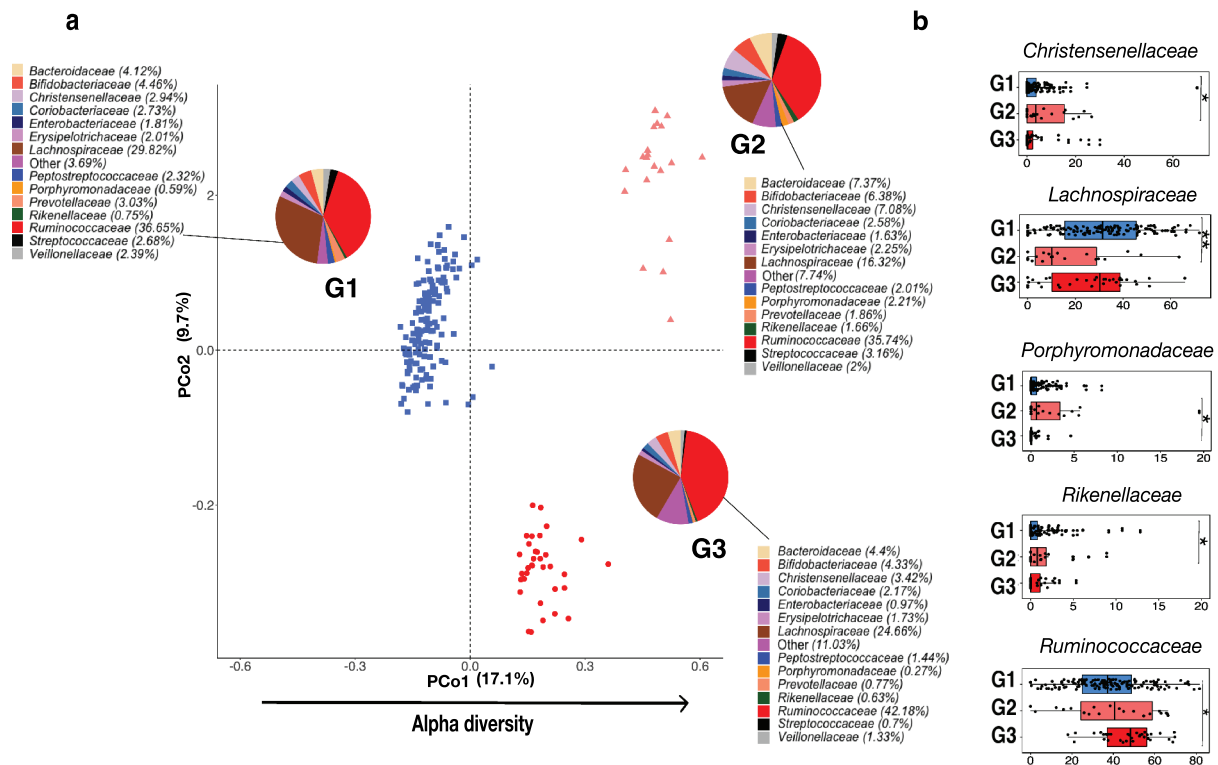 a
Bacteroidaceae (4.12%)
Bifidobacteriaceae (4.46%)
Christensenellaceae (2.94%)
Coriobacteriaceae (2.73%)
Enterobacteriaceae (1.81%)
Erysipelotrichaceae (2.01%)
Lachnospiraceae (29.82%)
Other (3.69%)
Peptostreptococcaceae (2.32%)
Porphyromonadaceae (0.59%)
Prevotellaceae (3.03%)
Rikenellaceae (0.75%)
Ruminococcaceae (36.65%)
Streptococcaceae (2.68%)
Veillonellaceae (2.39%)
G1
G2
Bacteroidaceae (7.37%)
Bifidobacteriaceae (6.38%)
Christensenellaceae (7.08%)
Coriobacteriaceae (2.58%)
Enterobacteriaceae (1.63%)
Erysipelotrichaceae (2.25%)
Lachnospiraceae (16.32%)
Other (7.74%)
Peptostreptococcaceae (2.01%)
Porphyromonadaceae (2.21%)
Prevotellaceae (1.86%)
Rikenellaceae (1.66%)
Ruminococcaceae (35.74%)
Streptococcaceae (3.16%)
Veillonellaceae (2%)
G3
Bacteroidaceae (4.4%)
Bifidobacteriaceae (4.33%)
Christensenellaceae (3.42%)
Coriobacteriaceae (2.17%)
Enterobacteriaceae (0.97%)
Erysipelotrichaceae (1.73%)
Lachnospiraceae (24.66%)
Other (11.03%)
Peptostreptococcaceae (1.44%)
Porphyromonadaceae (0.27%)
Prevotellaceae (0.77%)
Rikenellaceae (0.63%)
Ruminococcaceae (42.18%)
Streptococcaceae (0.7%)
Veillonellaceae (1.33%)
PCo2 (9.7%)
2
0.0
-0.2
-0.6 -0.3 0.0 0.3 0.6
PCo1 (17.1%)
Alpha diversity
b
Christensenellaceae
G1
*
G2
G3
0 20 40 60
Lachnospiraceae
G1
**
G2
G3
0 20 40 60
Porphyromonadaceae
G1
G2
*
G3
0 5 10 15 20
Rikenellaceae
G1
*
G2
G3
0 5 10 15 20
Ruminococcaceae
G1
G2
*
G3
0 20 40 60 80